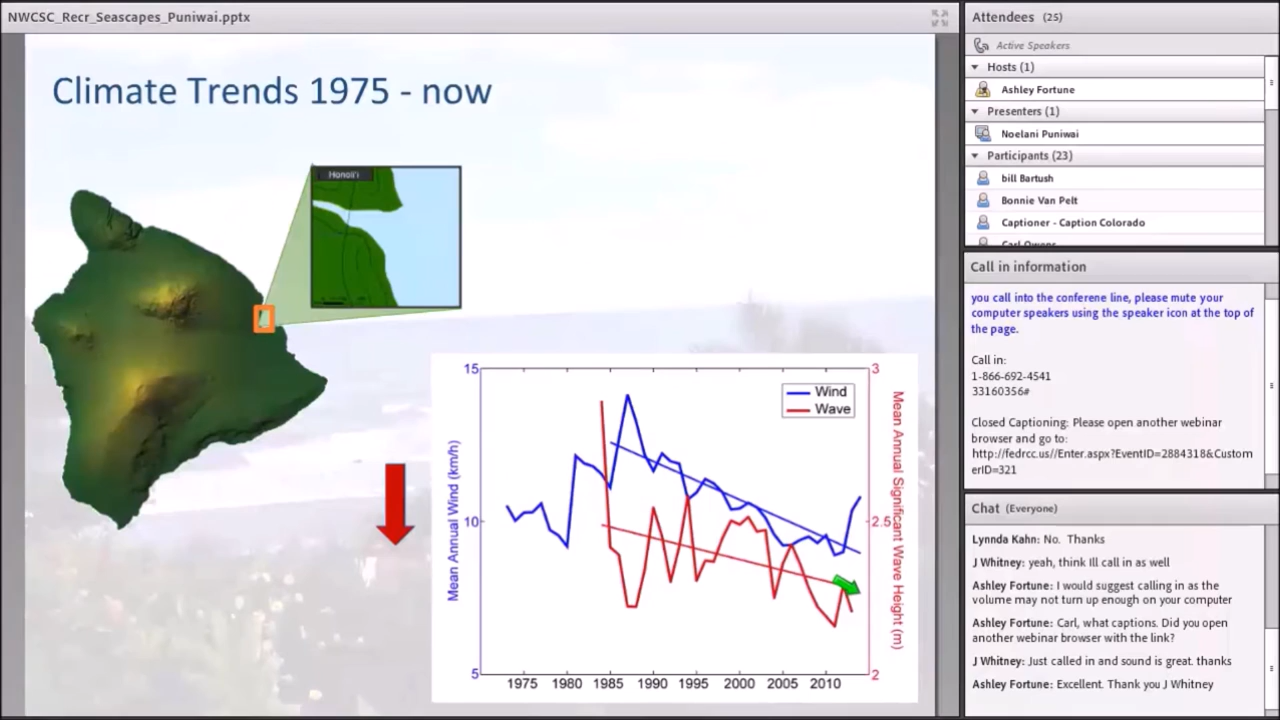 NWCSC_Recr_Seascapes_Puniwai.pptx
Climate Trends 1975 - now
Honoli'i
15
10
5
3
2.5
2
Mean Annual Wind (km/h)
Mean Annual Significant Wave Height (m)
Wind
Wave
1975 1980 1985 1990 1995 2000 2005 2010
Attendees (25)
Active Speakers
Hosts (1)
Ashley Fortune
Presenters (1)
Noelani Puniwai
Participants (23)
bill Bartush
Bonnie Van Pelt
Captioner - Caption Colorado
Carl Owens
Call in information
you call into the conferene line, please mute your
computer speakers using the speaker icon at the top of
the page.
Call in:
1-866-692-4541
33160356#
Closed Captioning: Please open another webinar
browser and go to:
http://fedrcc.us//Enter.aspx?EventID=2884318&Custom
erID=321
Chat (Everyone)
Lynnda Kahn: No. Thanks
J Whitney: yeah, think Ill call in as well
Ashley Fortune: I would suggest calling in as the
volume may not turn up enough on your computer
Ashley Fortune: Carl, what captions. Did you open
another webinar browser with the link?
J Whitney: Just called in and sound is great. thanks
Ashley Fortune: Excellent. Thank you J Whitney